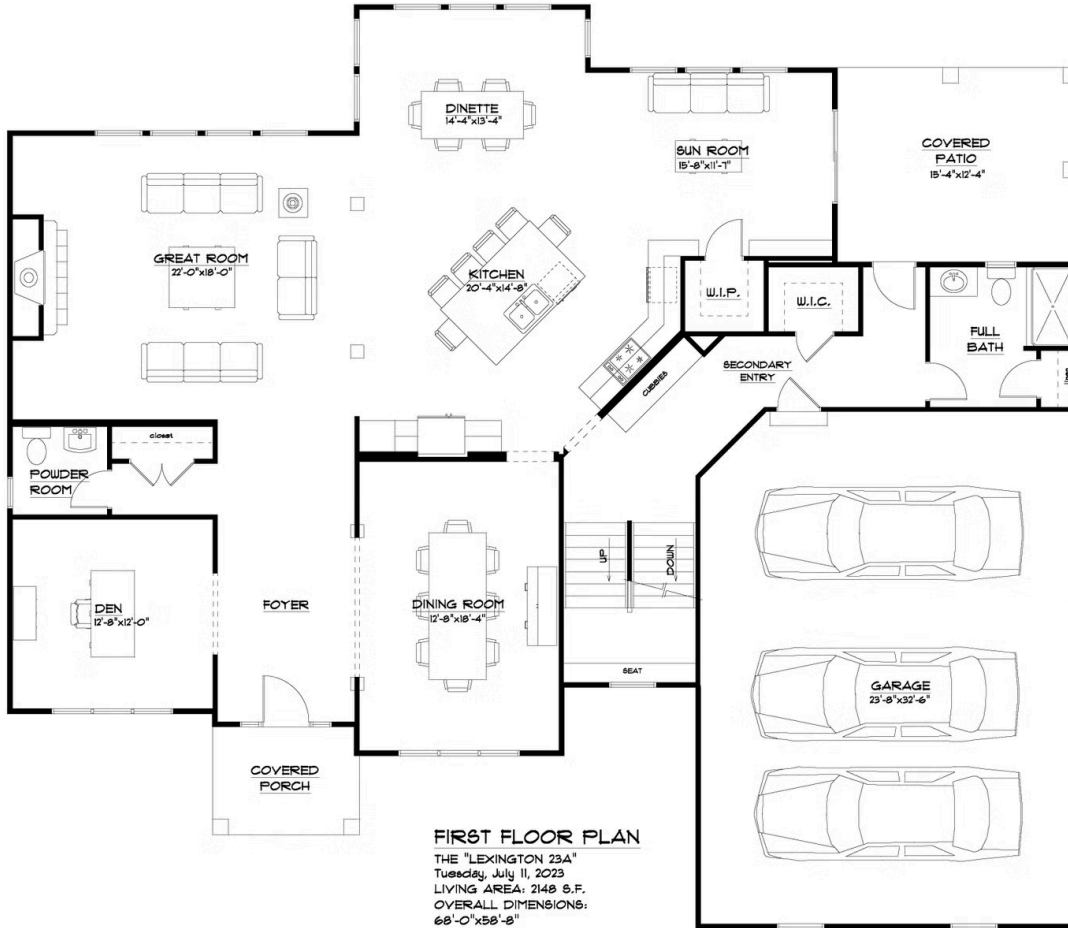 DINETTE
14'-4"x13'-4"
SUN ROOM
15'-8"x11'-7"
COVERED
PATIO
15'-4"x12'-4"
GREAT ROOM
22'-0"x18'-0"
KITCHEN
20'-4"x14'-8"
W.I.P.
W.I.C.
FULL
BATH
SECONDARY
ENTRY
CUBBIES
closet
POWDER
ROOM
UP
DOWN
DEN
12'-8"x12'-0"
FOYER
DINING ROOM
12'-8"x18'-4"
SEAT
GARAGE
23'-8"x32'-6"
COVERED
PORCH
FIRST FLOOR PLAN
THE "LEXINGTON 23A"
Tuesday, July 11, 2023
LIVING AREA: 2148 S.F.
OVERALL DIMENSIONS:
68'-0"x58'-8"